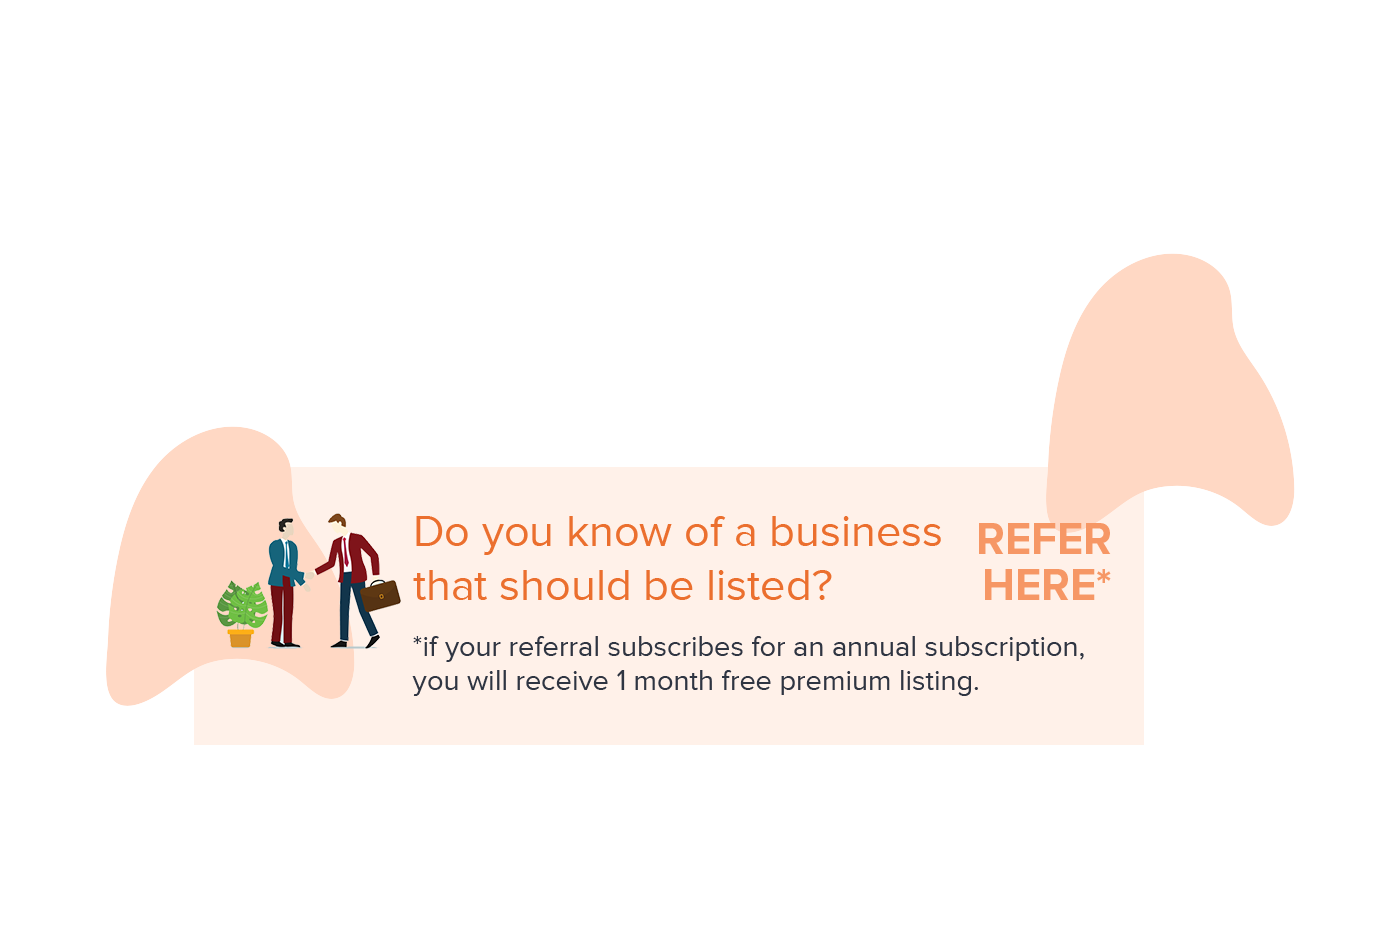 Do you know of a business
that should be listed?
REFER
HERE*
*if your referral subscribes for an annual subscription,
you will receive 1 month free premium listing.